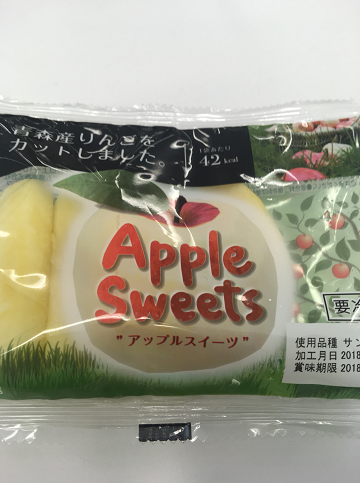 青森産りんごを
カットしました。
1袋あたり
42kcal
Apple
Sweets
"アップルスイーツ"
要冷
使用品種 サン
加工月日 2018
賞味期限 2018